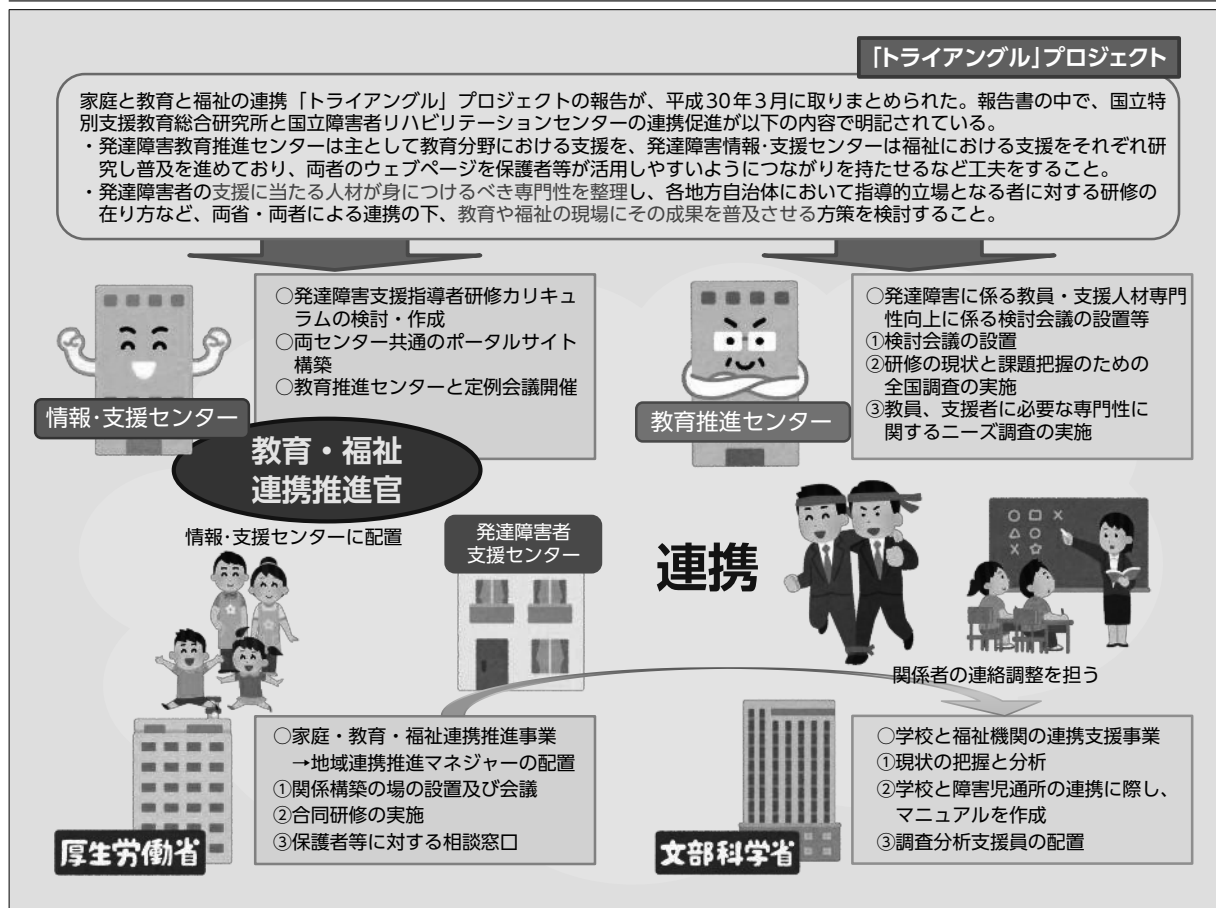 「トライアングル」プロジェクト
家庭と教育と福祉の連携「トライアングル」プロジェクトの報告が、平成30年3月に取りまとめられた。報告書の中で、国立特
別支援教育総合研究所と国立障害者リハビリテーションセンターの連携促進が以下の内容で明記されている。
・発達障害教育推進センターは主として教育分野における支援を、発達障害情報・支援センターは福祉における支援をそれぞれ研
究し普及を進めており、両者のウェブページを保護者等が活用しやすいようにつながりを持たせるなど工夫をすること。
・発達障害者の支援に当たる人材が身につけるべき専門性を整理し、各地方自治体において指導的立場となる者に対する研修の
在り方など、両省・両者による連携の下、教育や福祉の現場にその成果を普及させる方策を検討すること。
情報・支援センター
○発達障害支援指導者研修カリキュ
ラムの検討・作成
○両センター共通のポータルサイト
構築
○教育推進センターと定例会議開催
教育推進センター
○発達障害に係る教員・支援人材専門
性向上に係る検討会議の設置等
①検討会議の設置
②研修の現状と課題把握のための
全国調査の実施
③教員、支援者に必要な専門性に
関するニーズ調査の実施
教育・福祉
連携推進官
情報・支援センターに配置
発達障害者
支援センター
連携
○ □ ×
△ ○
× ☆
関係者の連絡調整を担う
厚生労働省
○家庭・教育・福祉連携推進事業
→地域連携推進マネジャーの配置
①関係構築の場の設置及び会議
②合同研修の実施
③保護者等に対する相談窓口
文部科学省
○学校と福祉機関の連携支援事業
①現状の把握と分析
②学校と障害児通所の連携に際し、
マニュアルを作成
③調査分析支援員の配置